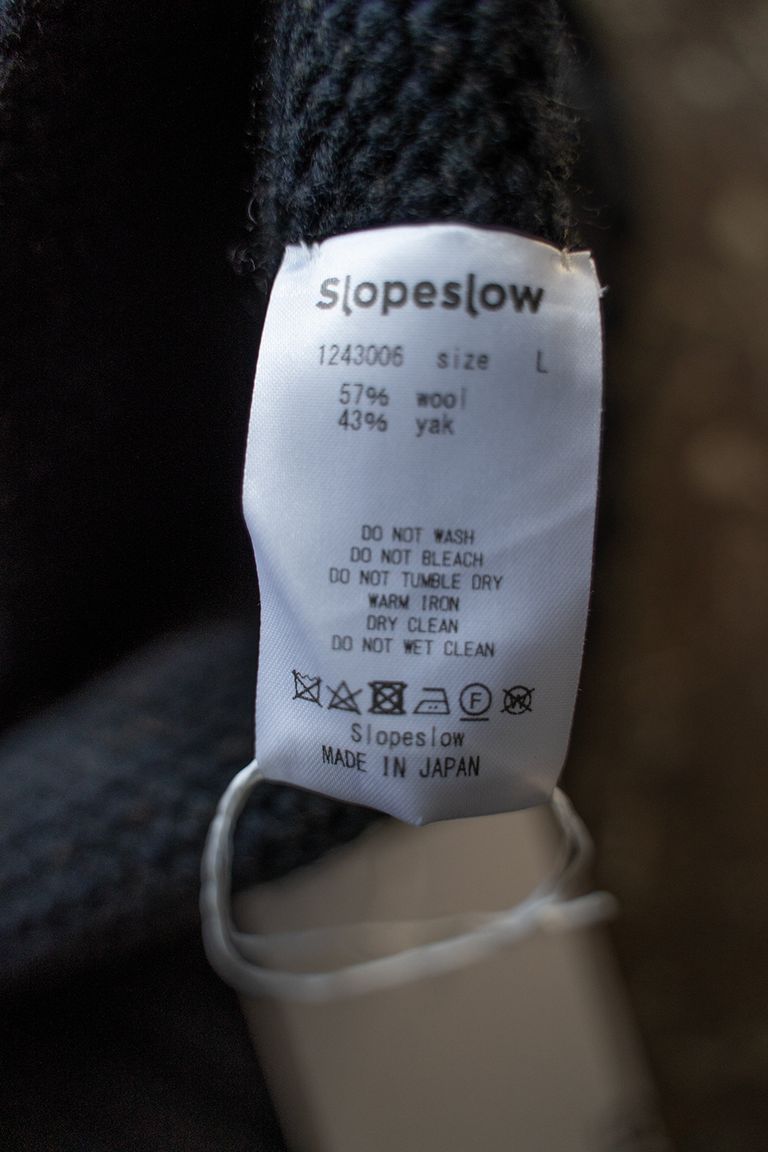 Slopeslow
1243006 size L
57% wool
43% yak
DO NOT WASH
DO NOT BLEACH
DO NOT TUMBLE DRY
WARM IRON
DRY CLEAN
DO NOT WET CLEAN
F W
Slopeslow
MADE IN JAPAN